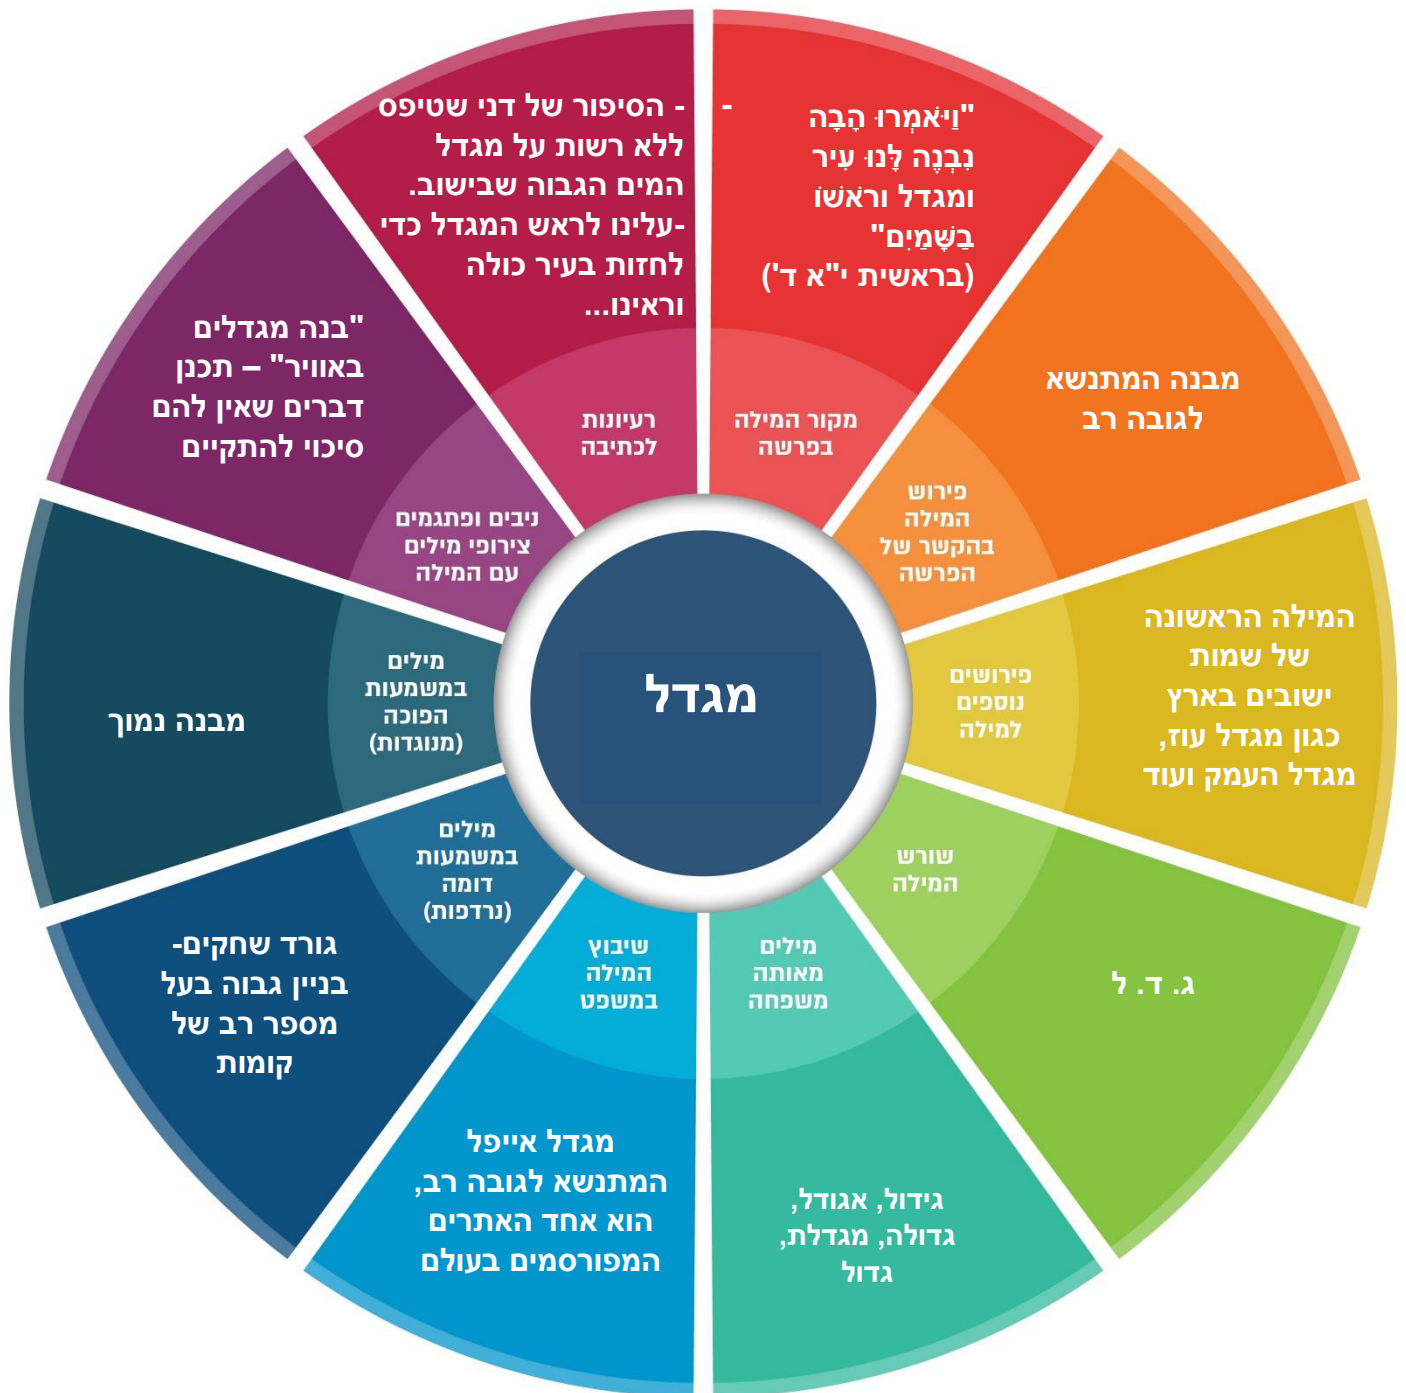 מגדל
"וַיֹּאמְרוּ הָבָה
נִבְנֶה לָּנוּ עִיר
ומגדל וְרֹאשׁוֹ
בַשָּׁמַיִם"
(בראשית י"א ד')
-
מקור המילה
בפרשה
מבנה המתנשא
לגובה רב
פירוש
המילה
בהקשר של
הפרשה
המילה הראשונה
של שמות
ישובים בארץ
כגון מגדל עוז,
מגדל העמק ועוד
פירושים
נוספים
למילה
ג. ד. ל
שורש
המילה
גידול, אגודל,
גדולה, מגדלת,
גדול
מילים
מאותה
משפחה
מגדל אייפל
המתנשא לגובה רב,
הוא אחד האתרים
המפורסמים בעולם
שיבוץ
המילה
במשפט
גורד שחקים-
בניין גבוה בעל
מספר רב של
קומות
מילים
במשמעות
דומה
(נרדפות)
מבנה נמוך
מילים
במשמעות
הפוכה
(מנוגדות)
"בנה מגדלים
באוויר" – תכנן
דברים שאין להם
סיכוי להתקיים
ניבים ופתגמים
צירופי מילים
עם המילה
- הסיפור של דני שטיפס
ללא רשות על מגדל
המים הגבוה שבישוב.
-עלינו לראש המגדל כדי
לחזות בעיר כולה
וראינו...
רעיונות
לכתיבה